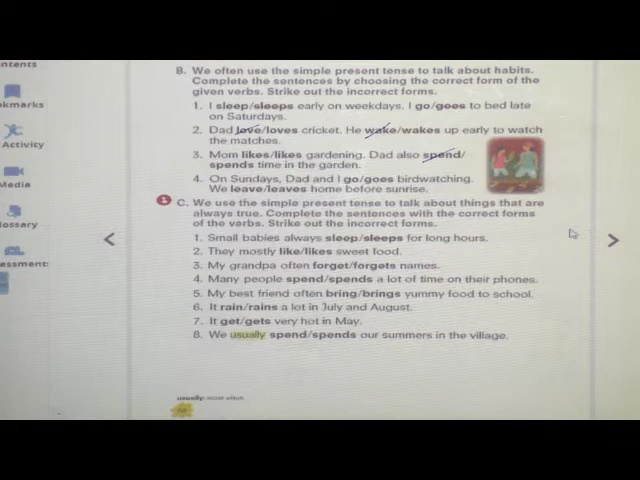 ntents
okmarks
Activity
Media
lossary
essment
B. We often use the simple present tense to talk about habits.
Complete the sentences by choosing the correct form of the
given verbs. Strike out the incorrect forms.
1. I sleep/sleeps early on weekdays. I go/goes to bed late
on Saturdays.
2. Dad love/loves cricket. He wake/wakes up early to watch
the matches.
3. Mom likes/likes gardening. Dad also spend/
spends time in the garden.
4. On Sundays, Dad and I go/goes birdwatching.
We leave/leaves home before sunrise.
C. We use the simple present tense to talk about things that are
always true. Complete the sentences with the correct forms
of the verbs. Strike out the incorrect forms.
1. Small babies always sleep/sleeps for long hours.
2. They mostly like/likes sweet food.
3. My grandpa often forget/forgets names.
4. Many people spend/spends a lot of time on their phones.
5. My best friend often bring/brings yummy food to school.
6. It rain/rains a lot in July and August.
7. It get/gets very hot in May.
8. We usually spend/spends our summers in the village.
usually: most often